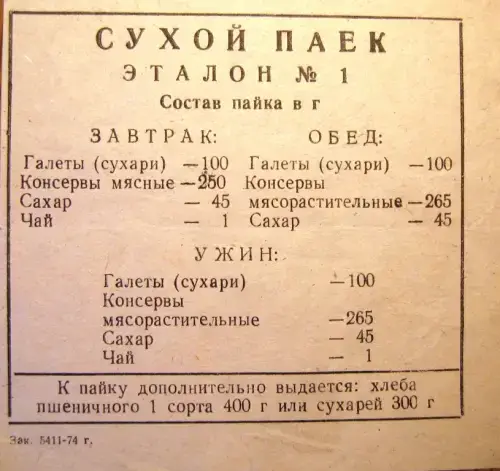 СУХОЙ ПАЕК
ЭТАЛОН № 1
Состав пайка в г
ЗАВТРАК:
Галеты (сухари) —100
Консервы мясные —250
Сахар — 45
Чай — 1
ОБЕД:
Галеты (сухари) —100
Консервы
мясорастительные —265
Сахар — 45
УЖИН:
Галеты (сухари) —100
Консервы
мясорастительные —265
Сахар — 45
Чай — 1
К пайку дополнительно выдается: хлеба
пшеничного 1 сорта 400 г или сухарей 300 г
Зак. 5411-74 г.